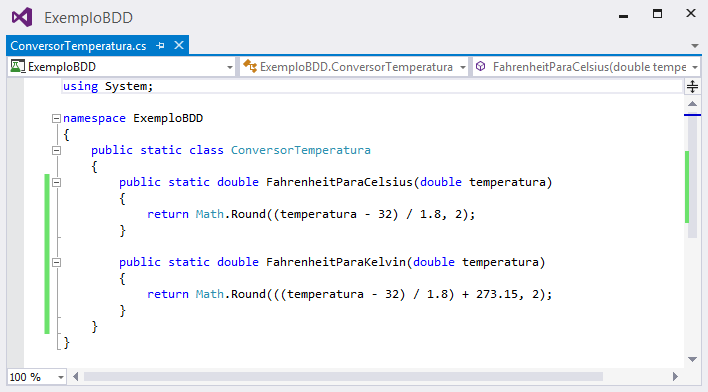 ExemploBDD
ConversorTemperatura.cs
ExemploBDD ExemploBDD.ConversorTemperatura FahrenheitParaCelsius(double tempe
using System;
namespace ExemploBDD
{
    public static class ConversorTemperatura
    {
        public static double FahrenheitParaCelsius(double temperatura)
        {
            return Math.Round((temperatura - 32) / 1.8, 2);
        }
        public static double FahrenheitParaKelvin(double temperatura)
        {
            return Math.Round(((temperatura - 32) / 1.8) + 273.15, 2);
        }
    }
}
100 %